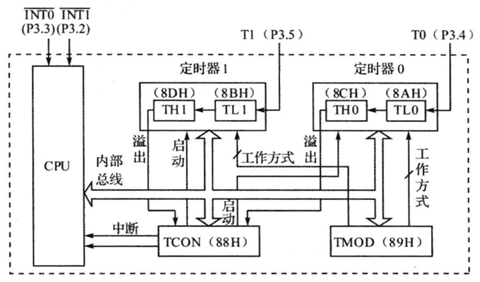 INT0 INT1
(P3.3) (P3.2)
T1（P3.5）
T0（P3.4）
定时器1
定时器0
(8DH) (8BH)
TH1 TL1
(8CH) (8AH)
TH0 TL0
CPU
溢出
启动
工作方式
溢出
工作方式
内部
总线
启动
中断
TCON（88H）
TMOD（89H）